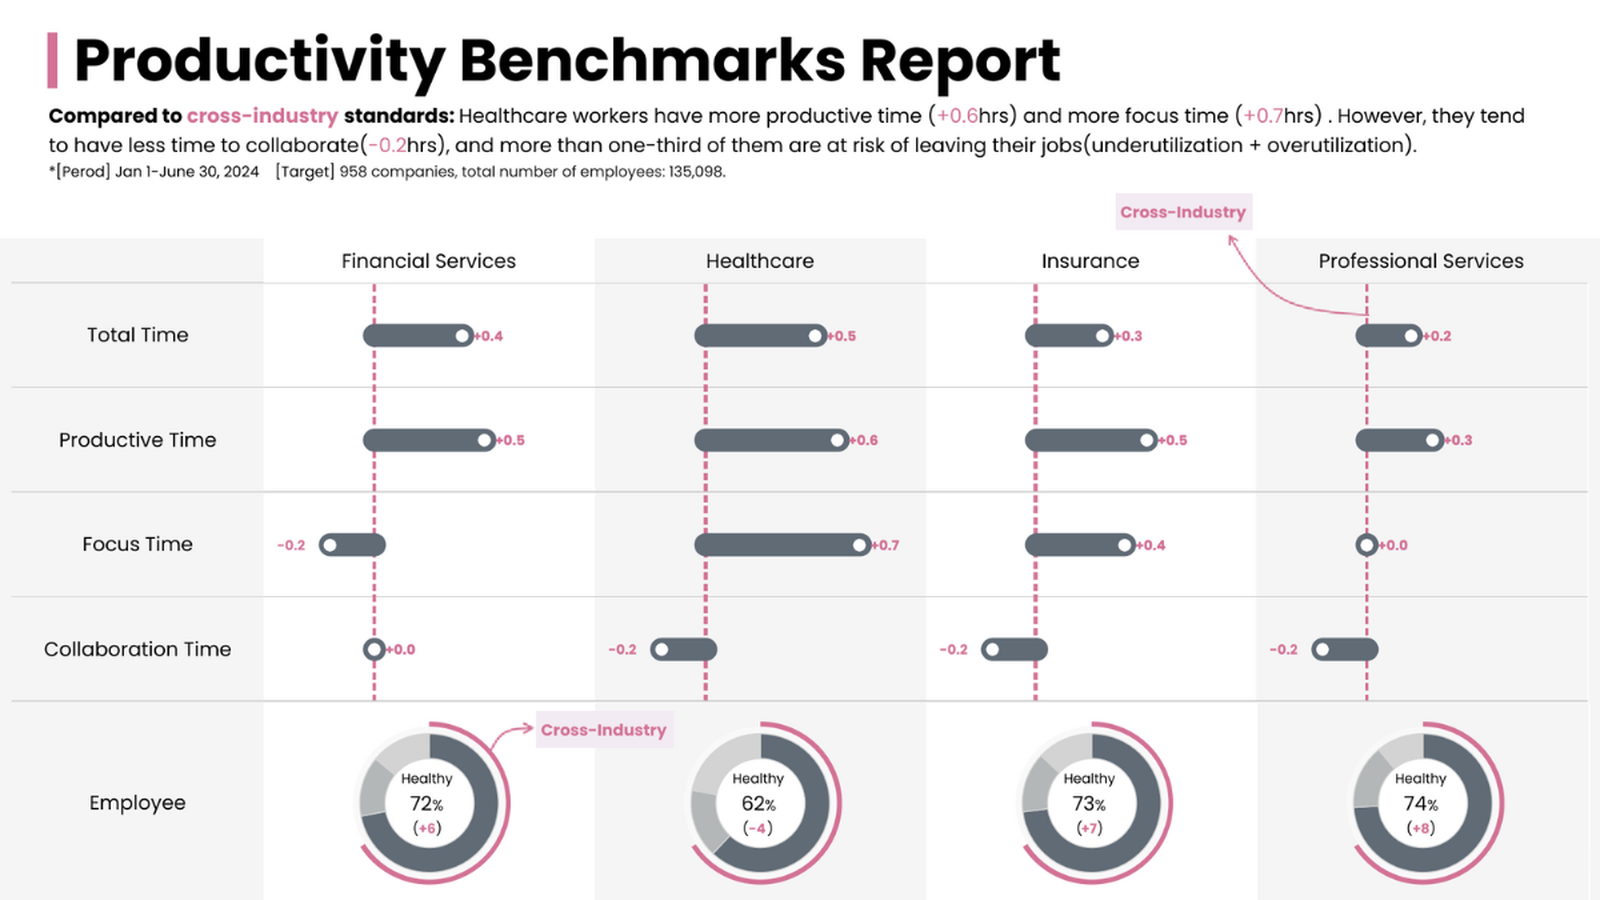 Productivity Benchmarks Report
Compared to cross-industry standards: Healthcare workers have more productive time (+0.6hrs) and more focus time (+0.7hrs) . However, they tend
to have less time to collaborate(-0.2hrs), and more than one-third of them are at risk of leaving their jobs(underutilization + overutilization).
*[Perod] Jan 1-June 30, 2024 [Target] 958 companies, total number of employees: 135,098.
Cross-Industry
Financial Services Healthcare Insurance Professional Services
Total Time +0.4 +0.5 +0.3 +0.2
Productive Time +0.5 +0.6 +0.5 +0.3
Focus Time -0.2 +0.7 +0.4 +0.0
Collaboration Time +0.0 -0.2 -0.2 -0.2
Cross-Industry
Healthy Healthy Healthy Healthy
Employee 72% 62% 73% 74%
(+6) (-4) (+7) (+8)